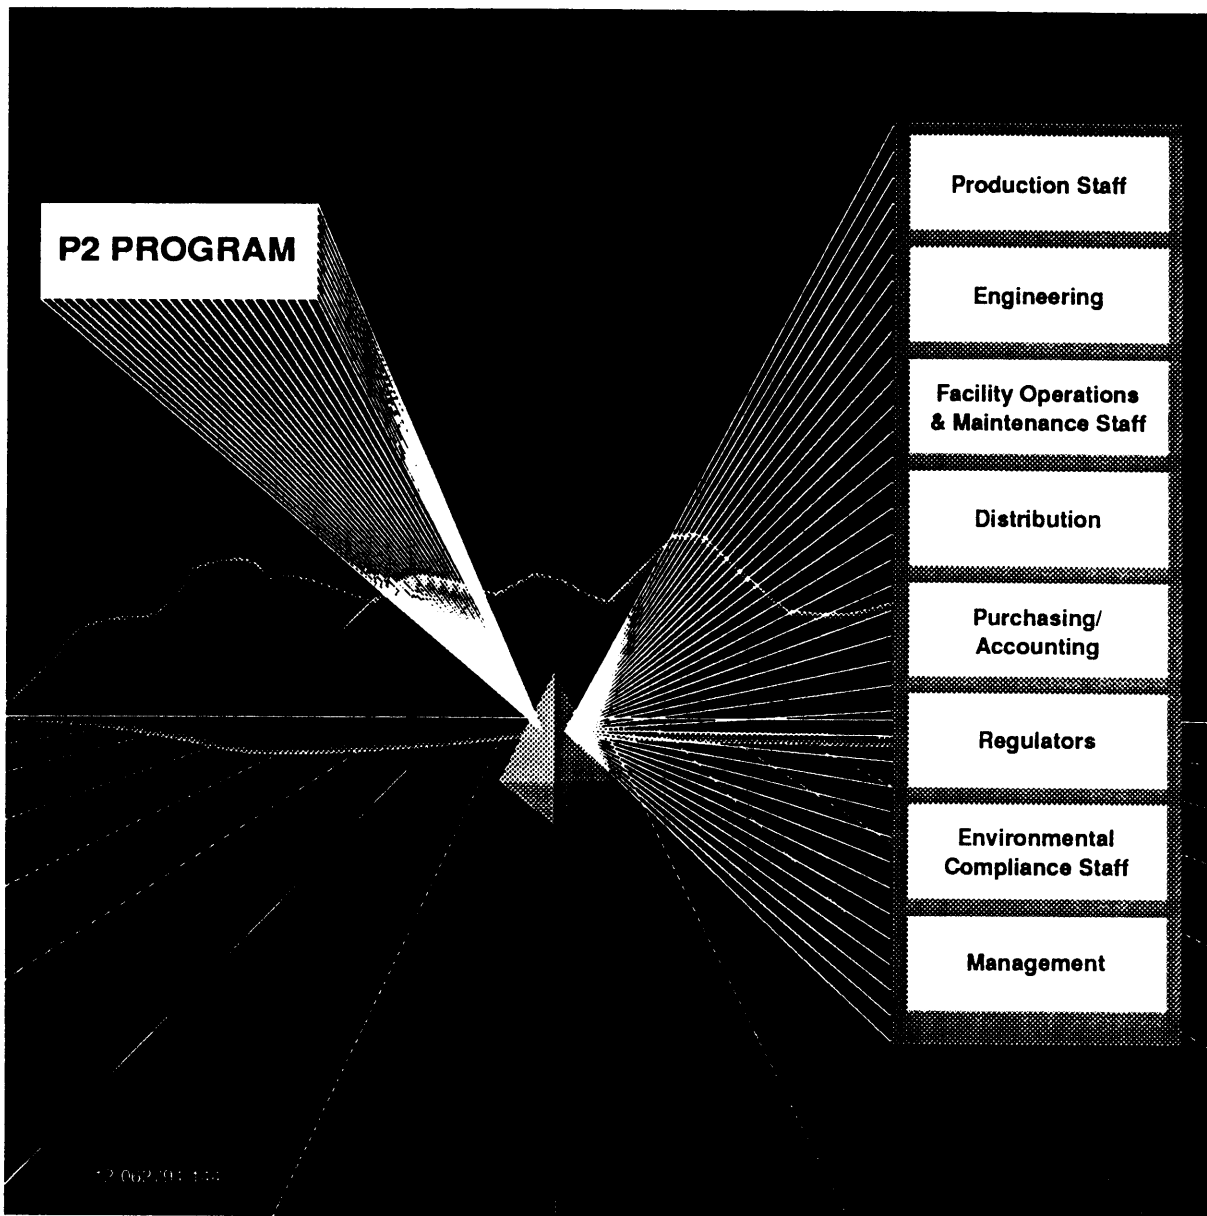 P2 PROGRAM
Production Staff
Engineering
Facility Operations
& Maintenance Staff
Distribution
Purchasing/
Accounting
Regulators
Environmental
Compliance Staff
Management